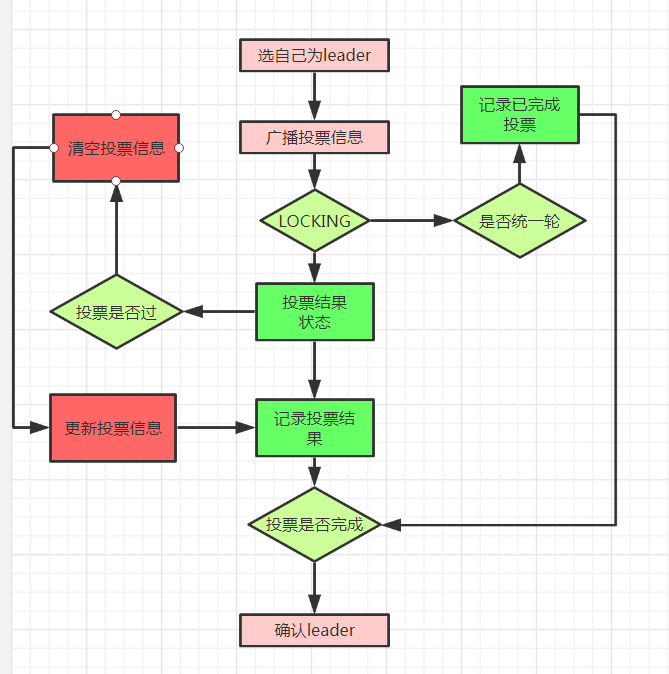 选自己为leader
记录已完成
投票
清空投票信息
广播投票信息
LOCKING
是否统一轮
投票结果
状态
投票是否过
记录投票结
果
更新投票信息
投票是否完成
确认leader